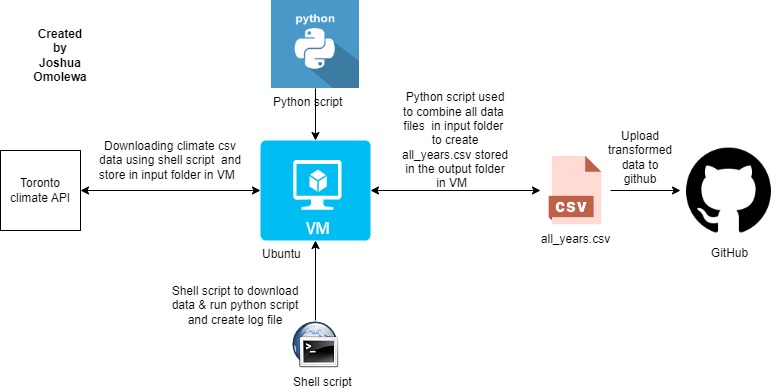 Created
by
Joshua
Omolewa
python
Python script
Downloading climate csv
data using shell script  and
store in input folder in VM
Toronto
climate API
VM
Ubuntu
Python script used
to combine all data
files  in input folder
to create
all_years.csv stored
in the output folder
in VM
CSV
all_years.csv
Upload
transformed
data to
github
GitHub
Shell script to download
data & run python script
and create log file
>_
Shell script